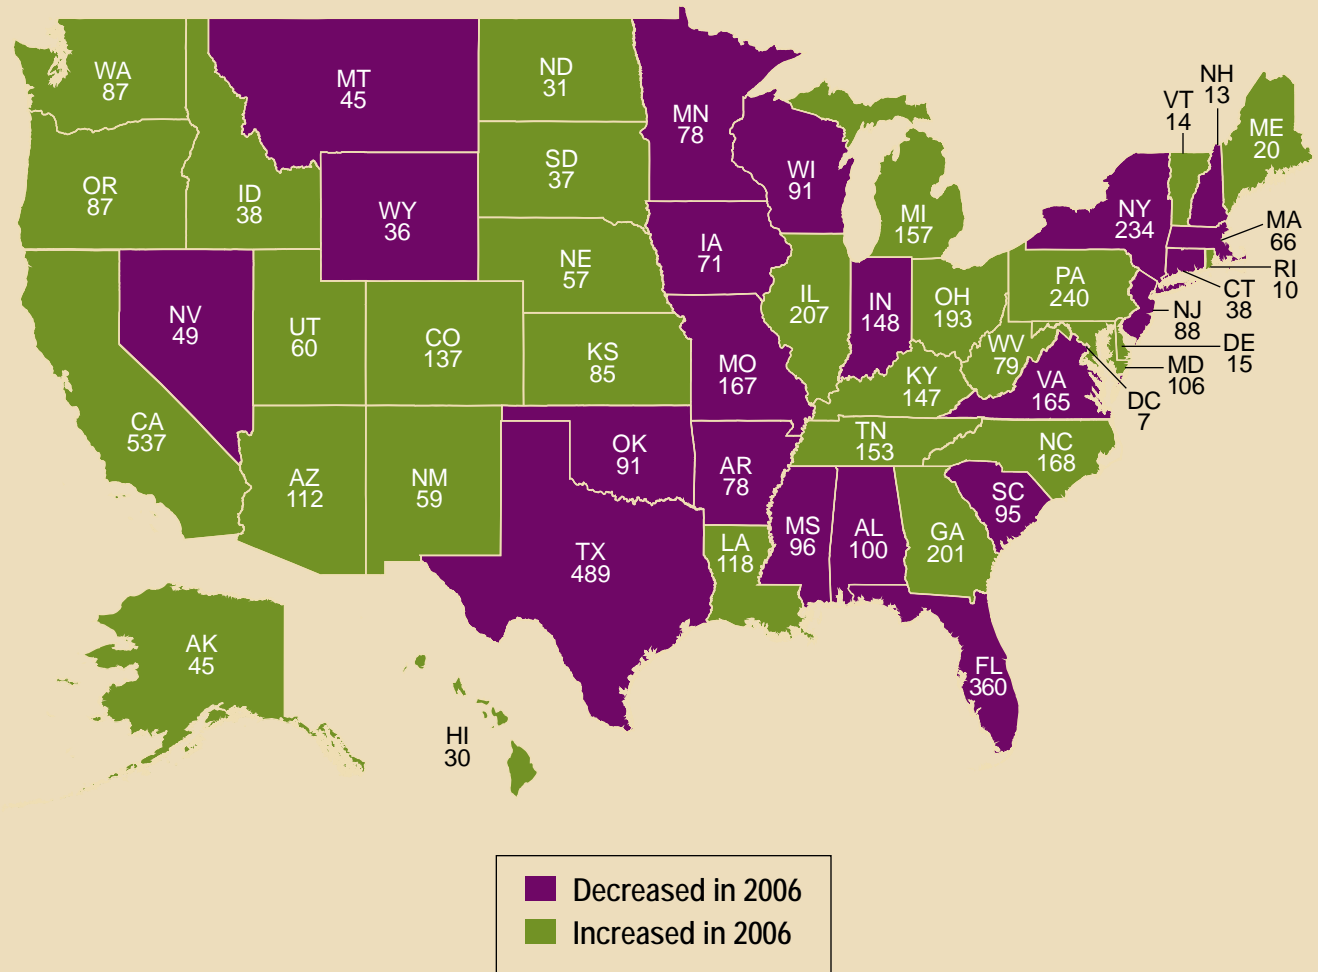 WA
87
MT
45
ND
31
MN
78
NH
13
VT
14
ME
20
OR
87
ID
38
WY
36
SD
37
WI
91
MI
157
NY
234
MA
66
RI
10
CT
38
NJ
88
DE
15
MD
106
DC
7
NV
49
UT
60
CO
137
NE
57
IA
71
IL
207
IN
148
OH
193
PA
240
WV
79
VA
165
KS
85
MO
167
KY
147
CA
537
AZ
112
NM
59
OK
91
AR
78
TN
153
NC
168
SC
95
TX
489
LA
118
MS
96
AL
100
GA
201
FL
360
AK
45
HI
30
Decreased in 2006
Increased in 2006